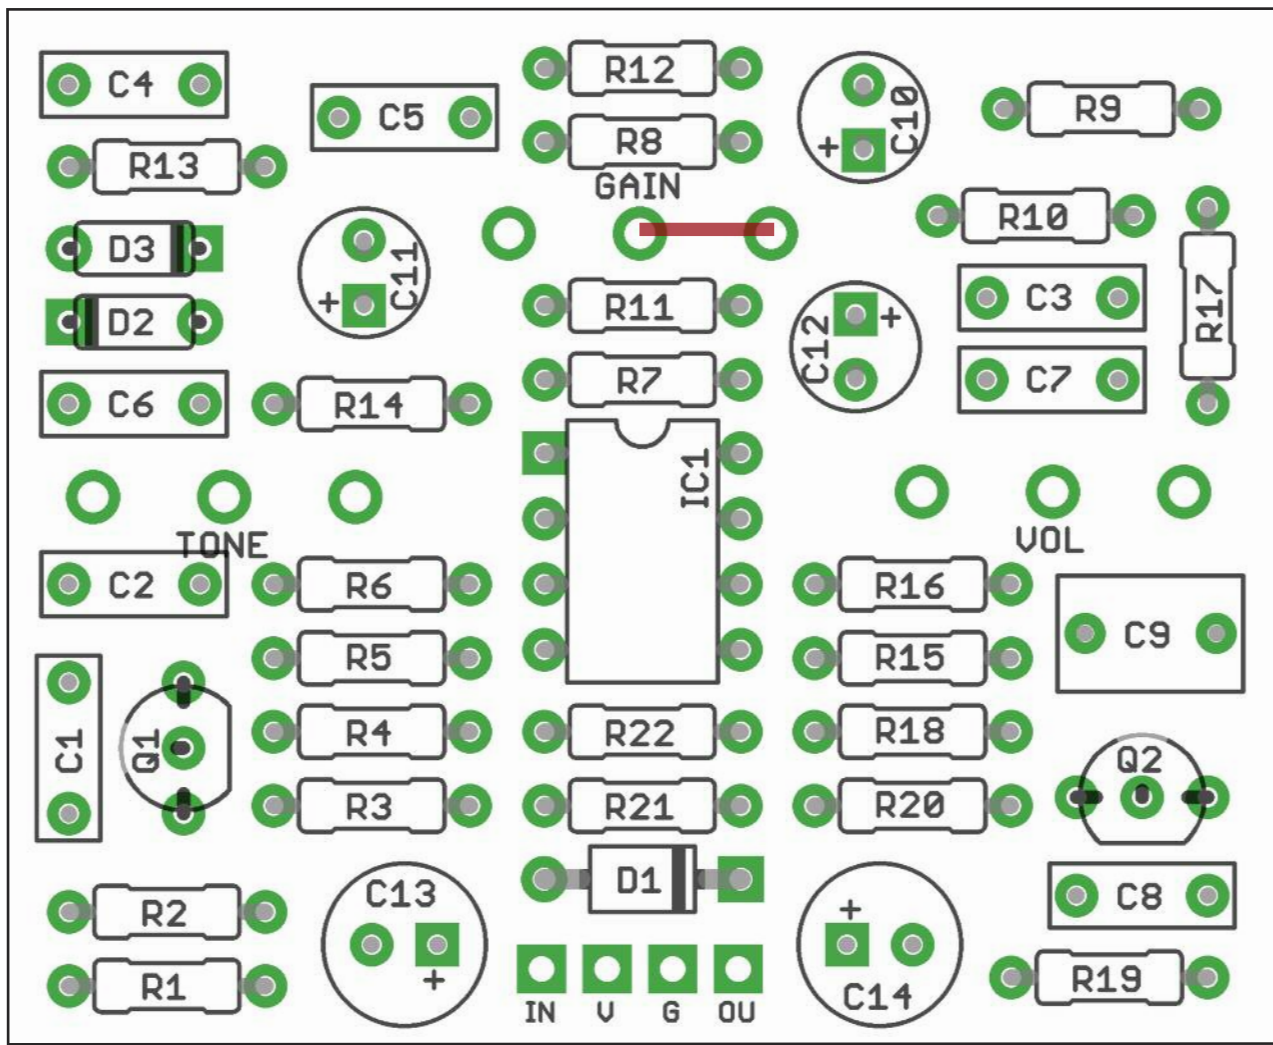 R12
C4
C5
C10
R9
R8
R13
GAIN
R10
D3
C11
R11
C3
R17
D2
C12
R7
C7
C6
R14
IC1
TONE
VOL
C2
R6
R16
C9
R5
R15
C1
Q1
R4
R22
R18
Q2
R3
R21
R20
D1
C13
C8
R2
+
+
+
+
+
R19
R1
C14
IN V G OU